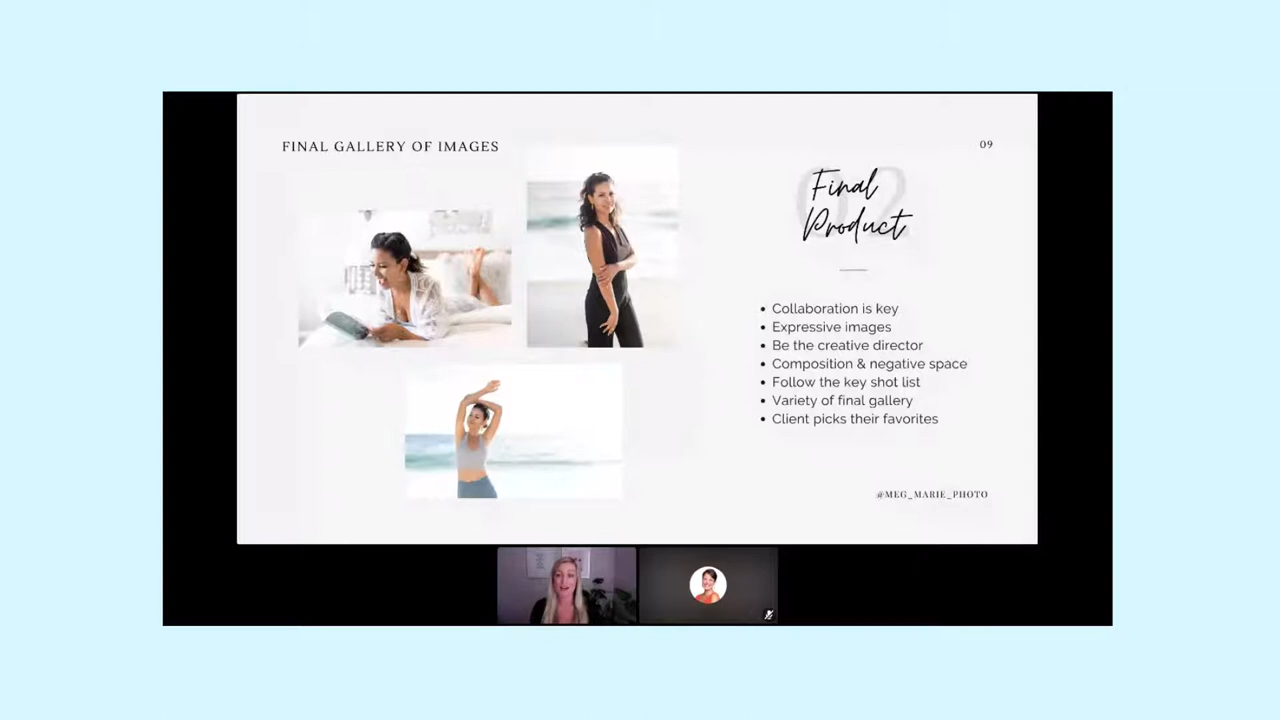 FINAL GALLERY OF IMAGES
09
02
Final
Product
• Collaboration is key
• Expressive images
• Be the creative director
• Composition & negative space
• Follow the key shot list
• Variety of final gallery
• Client picks their favorites
@MEG_MARIE_PHOTO